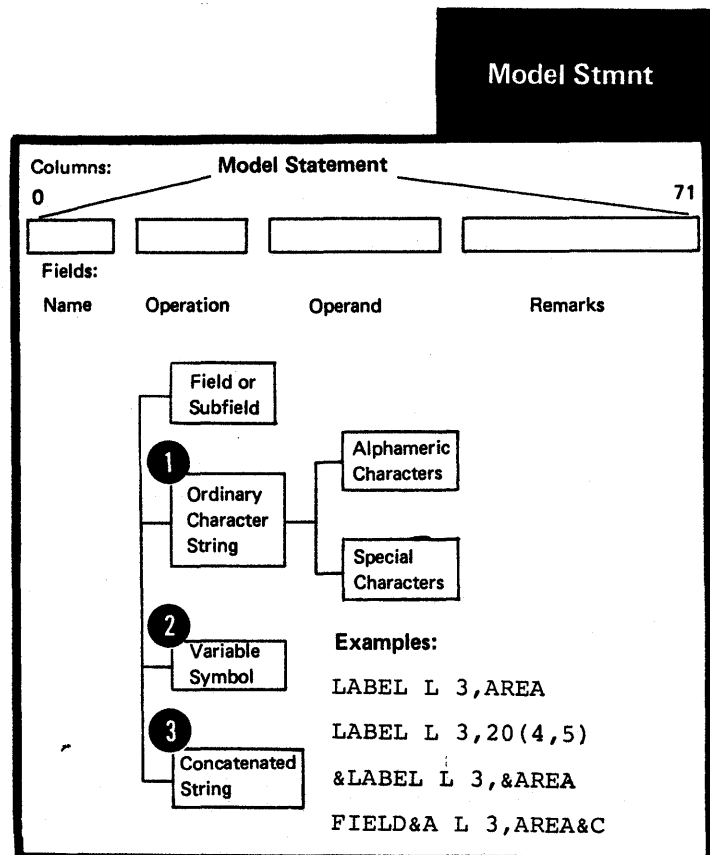 Model Stmnt
Columns:
Model Statement
0
71
Fields:
Name Operation Operand Remarks
Field or
Subfield
1
Ordinary
Character
String
Alphameric
Characters
Special
Characters
2
Variable
Symbol
3
Concatenated
String
Examples:
LABEL L 3,AREA
LABEL L 3,20(4,5)
&LABEL L 3,&AREA
FIELD&A L 3,AREA&C